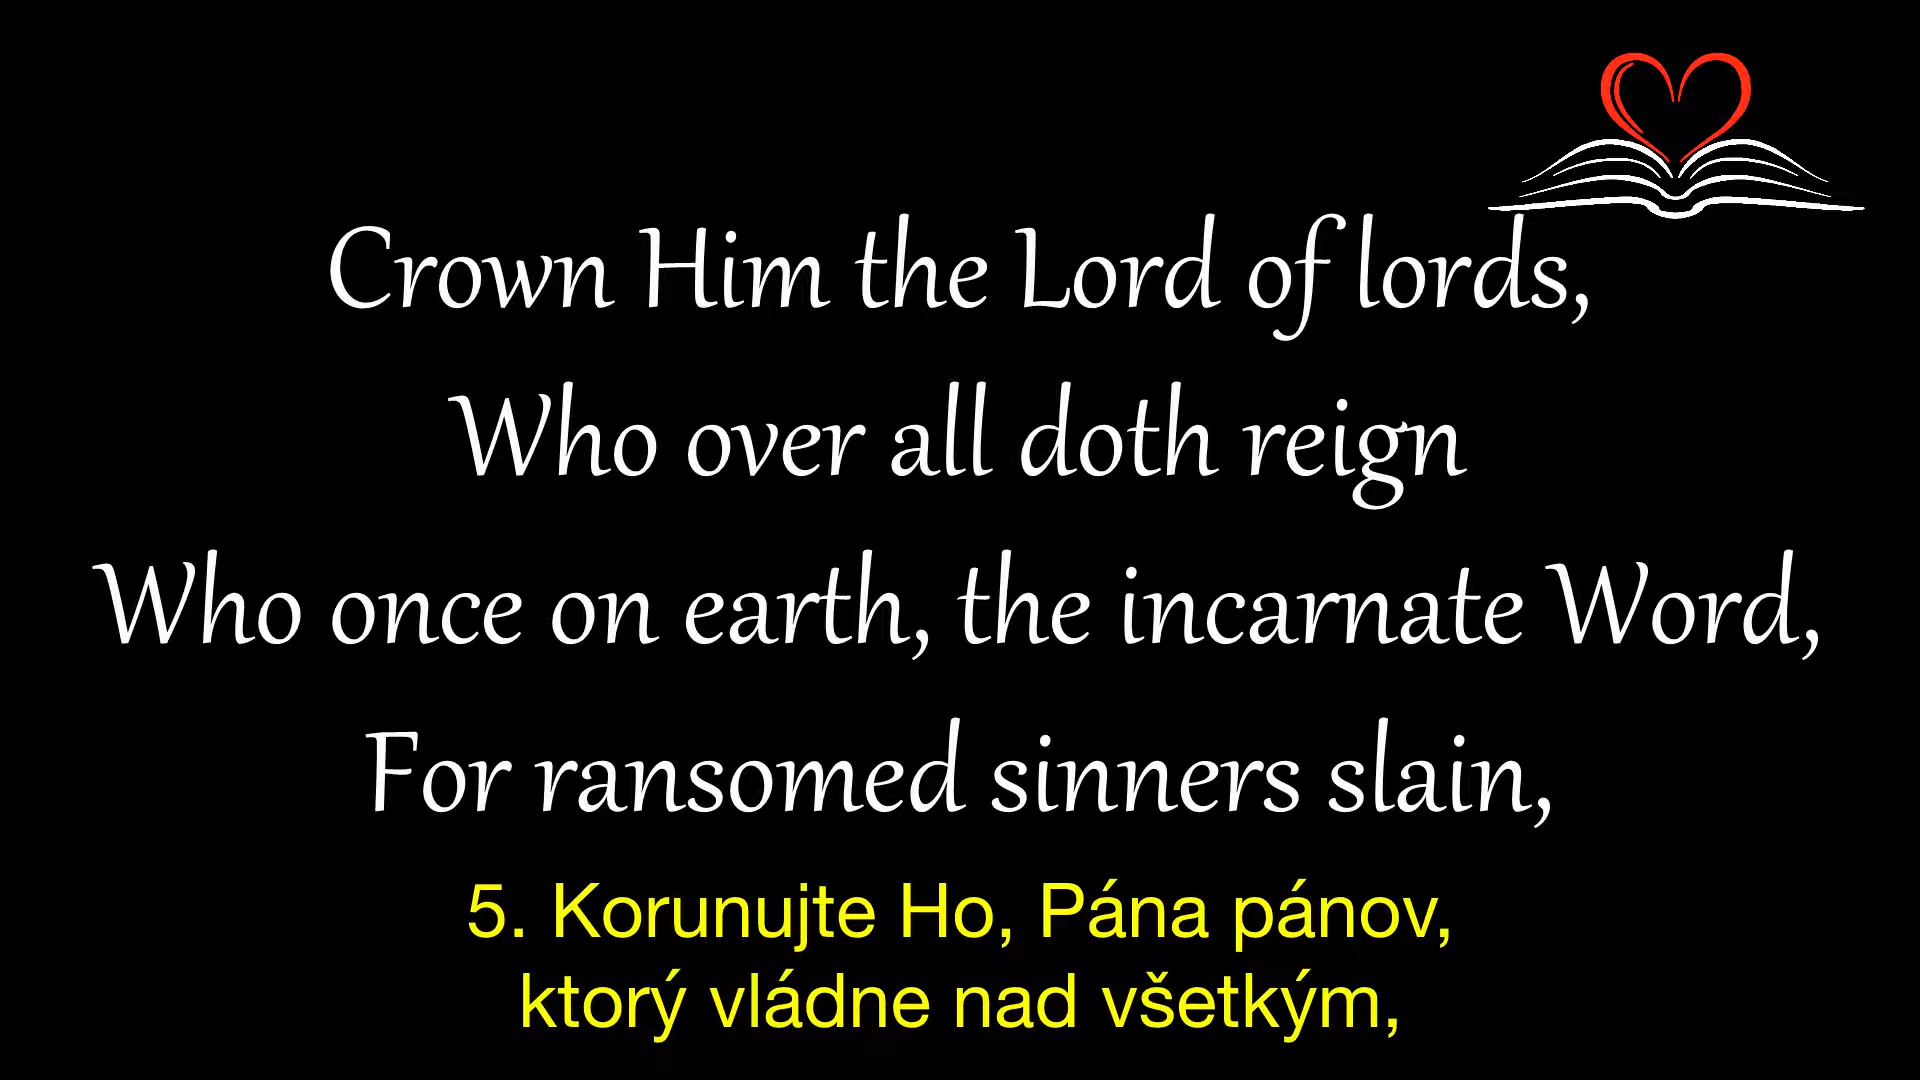 Crown Him the Lord of lords,
Who over all doth reign
Who once on earth, the incarnate Word,
For ransomed sinners slain,
5. Korunujte Ho, Pána pánov,
ktorý vládne nad všetkým,